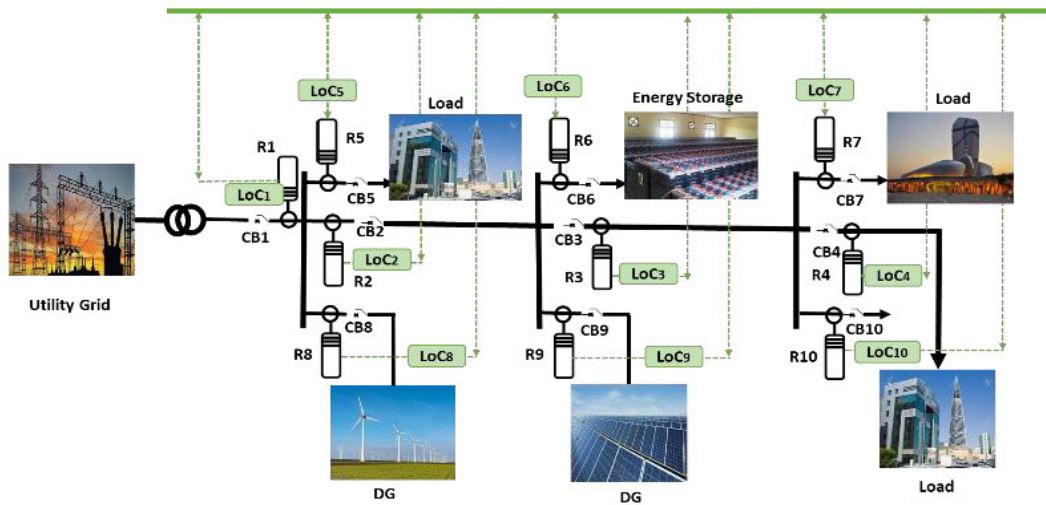 LoC5
LoC6
LoC7
Load
Energy Storage
Load
R1
R5
R6
R7
LoC1
CB5
CB6
CB7
CB1
CB2
CB3
CB4
R2
LoC2
R3
LoC3
R4
LoC4
Utility Grid
CB8
CB9
CB10
R8
LoC8
R9
LoC9
R10
LoC10
DG
DG
Load